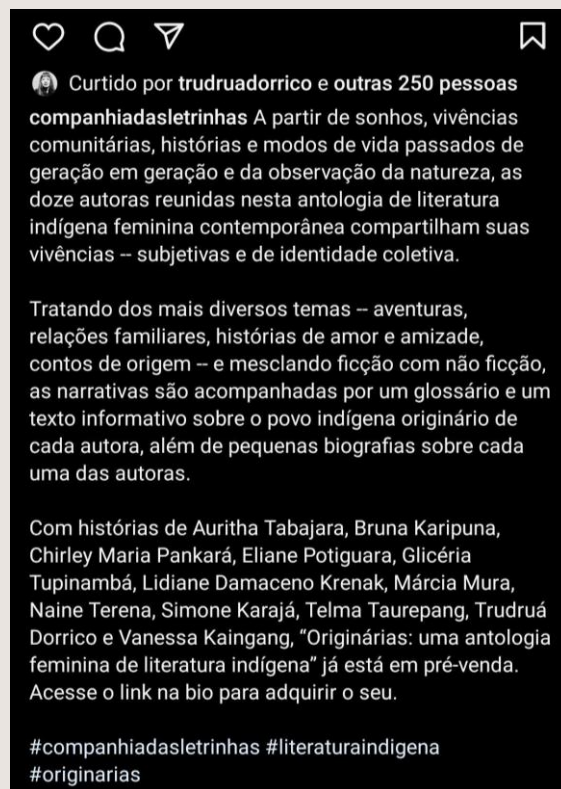 Curtido por trudruadorrico e outras 250 pessoas
companhiadasletrinhas A partir de sonhos, vivências
comunitárias, histórias e modos de vida passados de
geração em geração e da observação da natureza, as
doze autoras reunidas nesta antologia de literatura
indígena feminina contemporânea compartilham suas
vivências -- subjetivas e de identidade coletiva.
Tratando dos mais diversos temas -- aventuras,
relações familiares, histórias de amor e amizade,
contos de origem -- e mesclando ficção com não ficção,
as narrativas são acompanhadas por um glossário e um
texto informativo sobre o povo indígena originário de
cada autora, além de pequenas biografias sobre cada
uma das autoras.
Com histórias de Auritha Tabajara, Bruna Karipuna,
Chirley Maria Pankará, Eliane Potiguara, Glicéria
Tupinambá, Lidiane Damaceno Krenak, Márcia Mura,
Naine Terena, Simone Karajá, Telma Taurepang, Trudruá
Dorrico e Vanessa Kaingang, “Originárias: uma antologia
feminina de literatura indígena” já está em pré-venda.
Acesse o link na bio para adquirir o seu.
#companhiadasletrinhas #literaturaindigena
#originarias